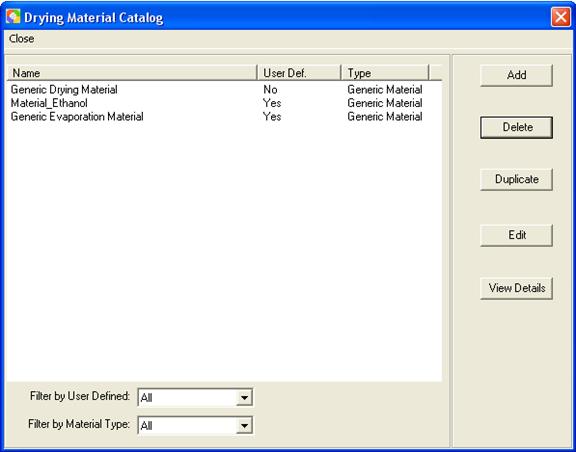 Drying Material Catalog
Close
Name User Def. Type
Generic Drying Material No Generic Material
Material_Ethanol Yes Generic Material
Generic Evaporation Material Yes Generic Material
Add
Delete
Duplicate
Edit
View Details
Filter by User Defined: All
Filter by Material Type: All